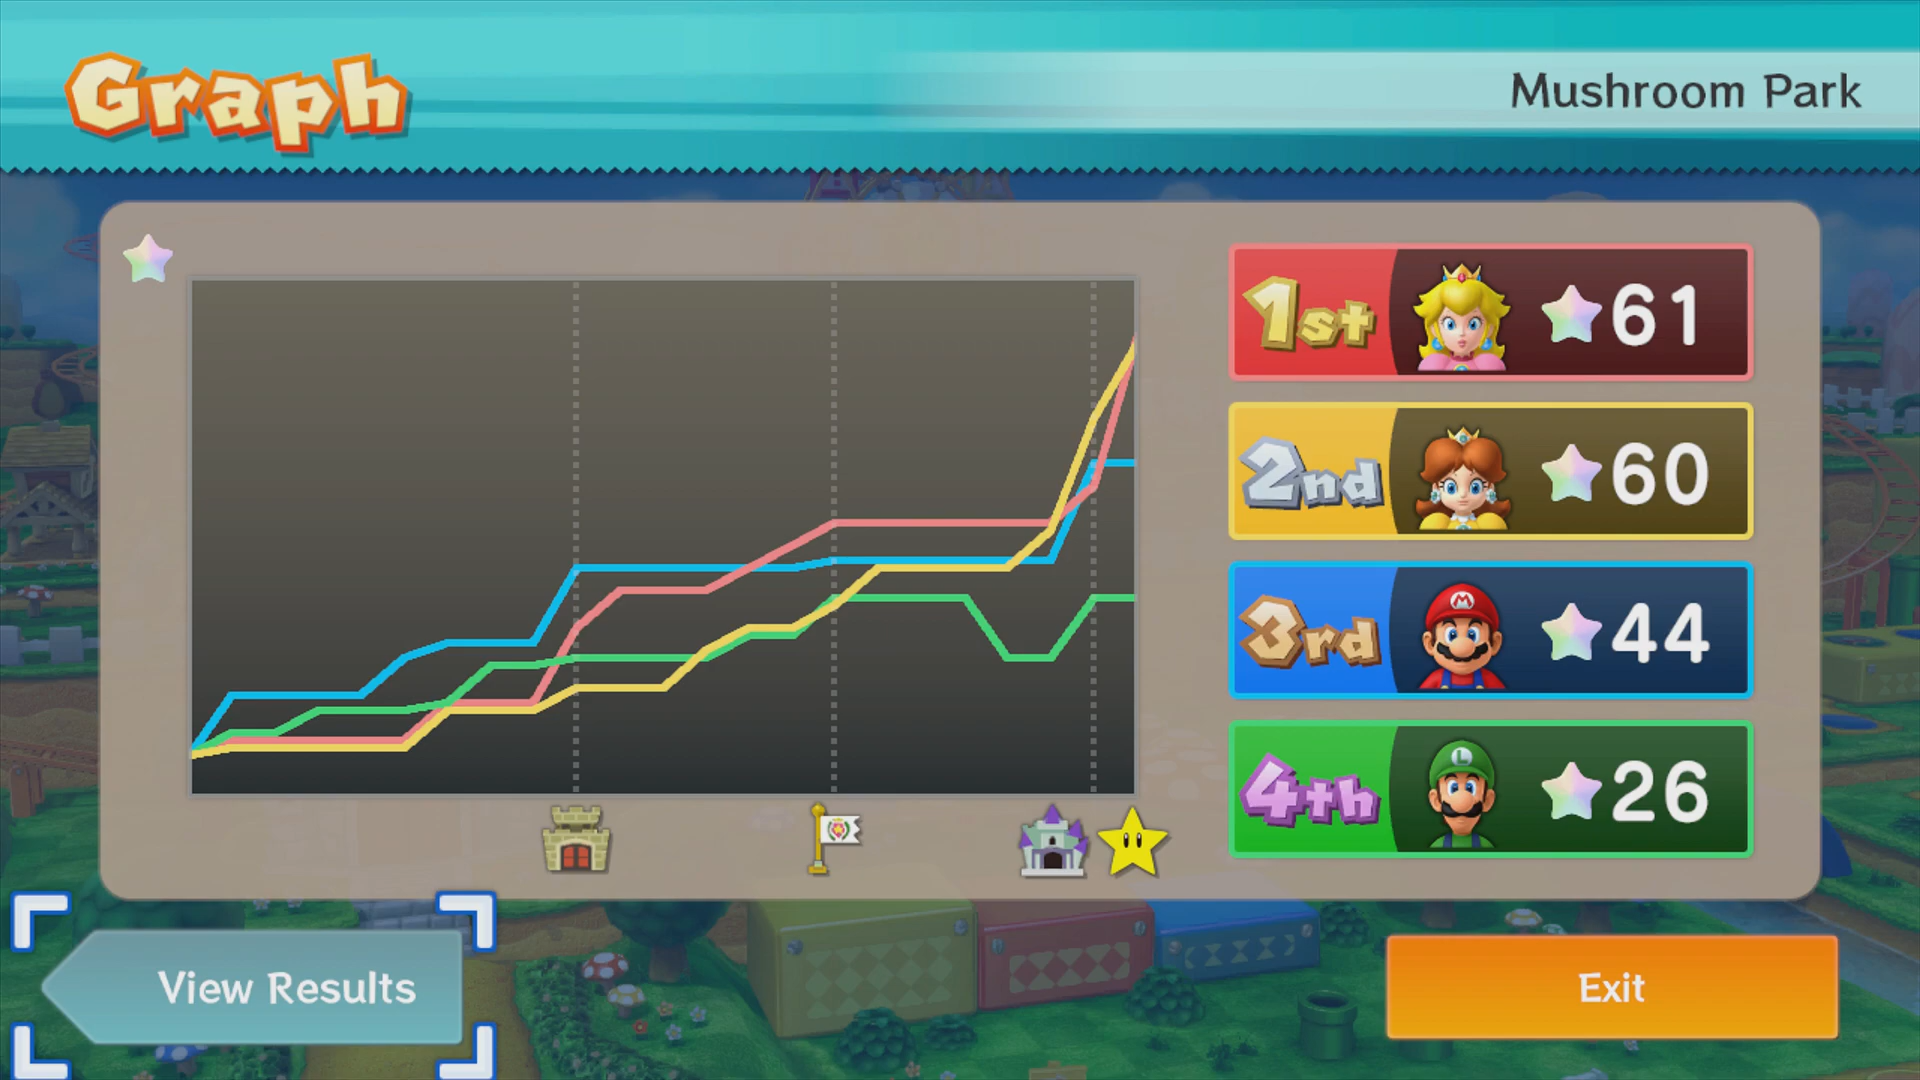 Graph
Mushroom Park
1st 61
2nd 60
3rd 44
4th 26
View Results
Exit